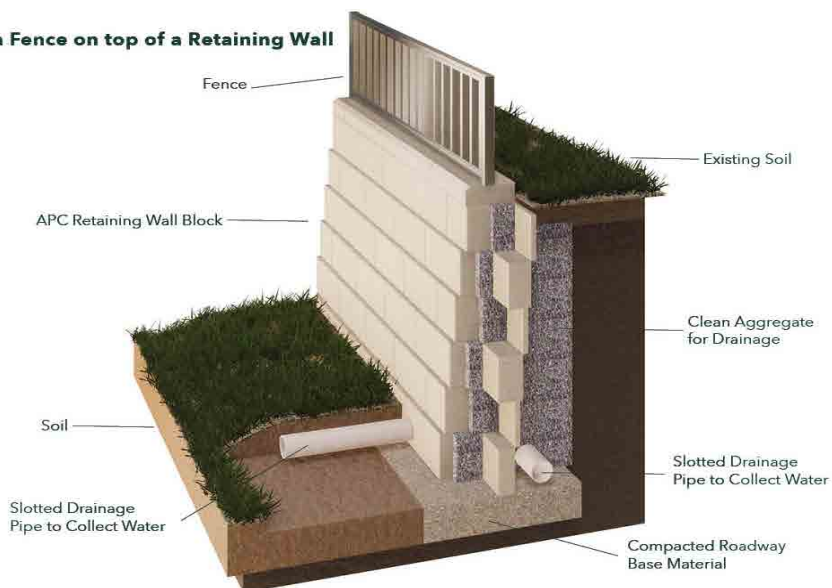 Fence on top of a Retaining Wall
Fence
Existing Soil
APC Retaining Wall Block
Clean Aggregate
for Drainage
Soil
Slotted Drainage
Pipe to Collect Water
Slotted Drainage
Pipe to Collect Water
Compacted Roadway
Base Material